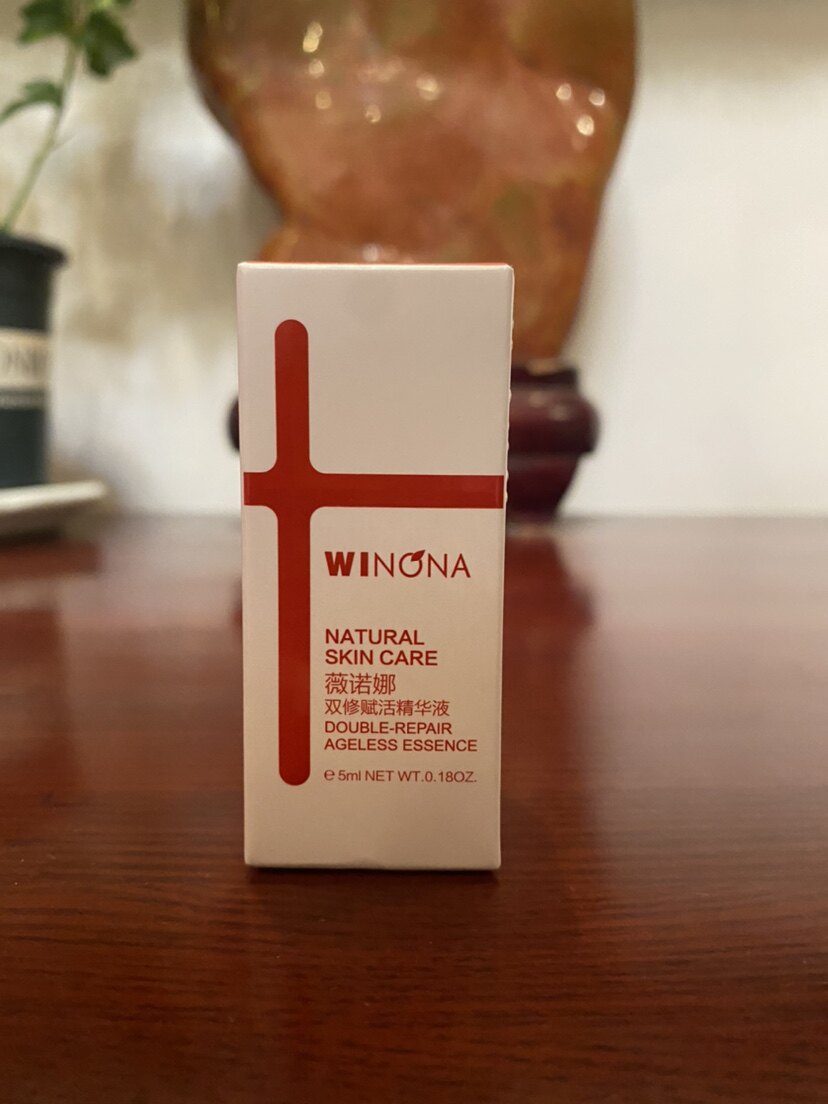 WINONA
NATURAL
SKIN CARE
薇诺娜
双修赋活精华液
DOUBLE-REPAIR
AGELESS ESSENCE
℮ 5ml NET WT.0.18OZ.